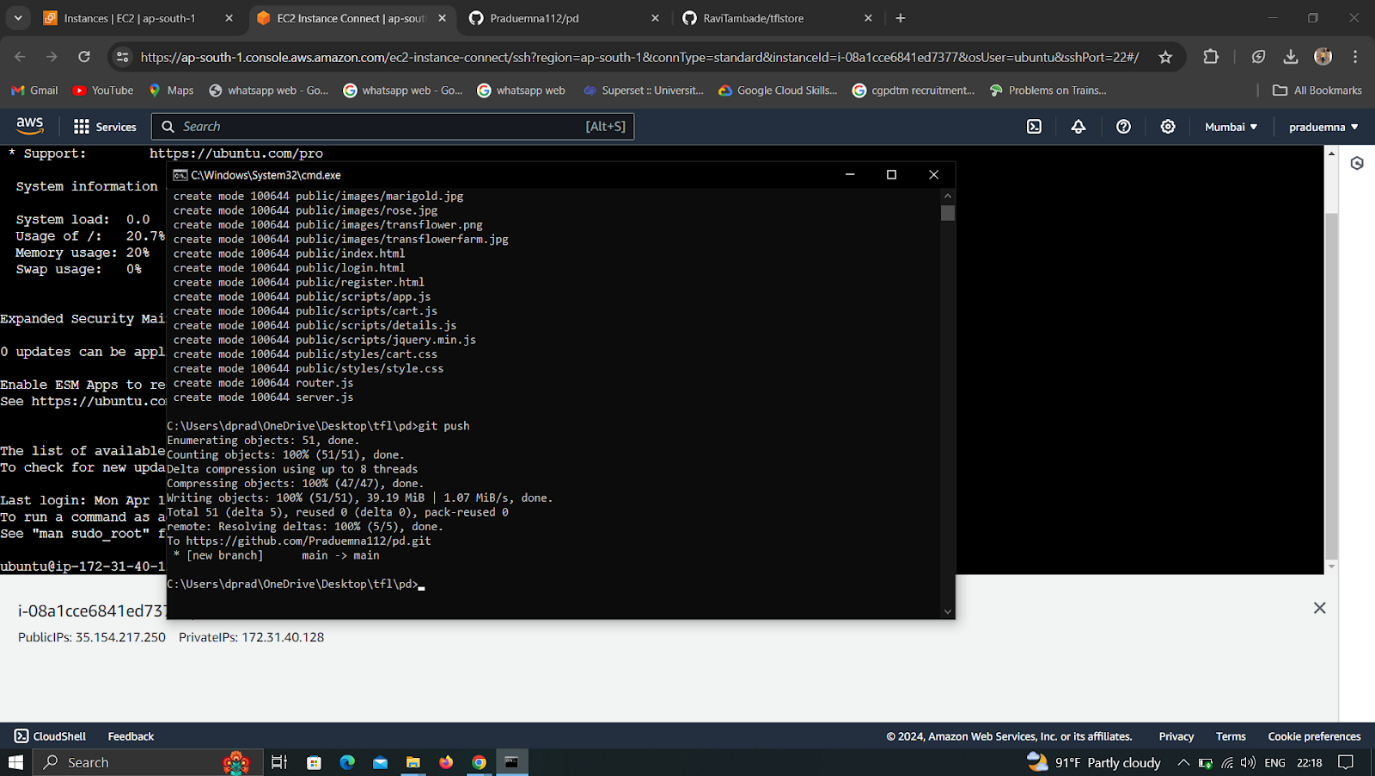 Instances | EC2 | ap-south-1
EC2 Instance Connect | ap-sout
Praduemna112/pd
RaviTambade/tflstore
https://ap-south-1.console.aws.amazon.com/ec2-instance-connect/ssh?region=ap-south-1&connType=standard&instanceId=i-08a1cce6841ed7377&osUser=ubuntu&sshPort=22#/
Gmail YouTube Maps whatsapp web - Go... whatsapp web - Go... whatsapp web Superset :: Universit... Google Cloud Skills... cgpdtm recruitment... Problems on Trains... All Bookmarks
aws Services Search [Alt+S] Mumbai praduemna
* Support: https://ubuntu.com/pro
C:\Windows\System32\cmd.exe
System information
System load: 0.0
Usage of /: 20.7%
Memory usage: 20%
Swap usage: 0%
Expanded Security Mai
0 updates can be appl
Enable ESM Apps to re
See https://ubuntu.co
The list of available
To check for new upda
Last login: Mon Apr 1
To run a command as a
See "man sudo_root" f
ubuntu@ip-172-31-40-1
create mode 100644 public/images/marigold.jpg
create mode 100644 public/images/rose.jpg
create mode 100644 public/images/transflower.png
create mode 100644 public/images/transflowerfarm.jpg
create mode 100644 public/index.html
create mode 100644 public/login.html
create mode 100644 public/register.html
create mode 100644 public/scripts/app.js
create mode 100644 public/scripts/cart.js
create mode 100644 public/scripts/details.js
create mode 100644 public/scripts/jquery.min.js
create mode 100644 public/styles/cart.css
create mode 100644 public/styles/style.css
create mode 100644 router.js
create mode 100644 server.js
C:\Users\dprad\OneDrive\Desktop\tfl\pd>git push
Enumerating objects: 51, done.
Counting objects: 100% (51/51), done.
Delta compression using up to 8 threads
Compressing objects: 100% (47/47), done.
Writing objects: 100% (51/51), 39.19 MiB | 1.07 MiB/s, done.
Total 51 (delta 5), reused 0 (delta 0), pack-reused 0
remote: Resolving deltas: 100% (5/5), done.
To https://github.com/Praduemna112/pd.git
* [new branch] main -> main
C:\Users\dprad\OneDrive\Desktop\tfl\pd>
i-08a1cce6841ed737
PublicIPs: 35.154.217.250 PrivateIPs: 172.31.40.128
CloudShell Feedback © 2024, Amazon Web Services, Inc. or its affiliates. Privacy Terms Cookie preferences
Search 91°F Partly cloudy ENG 22:18